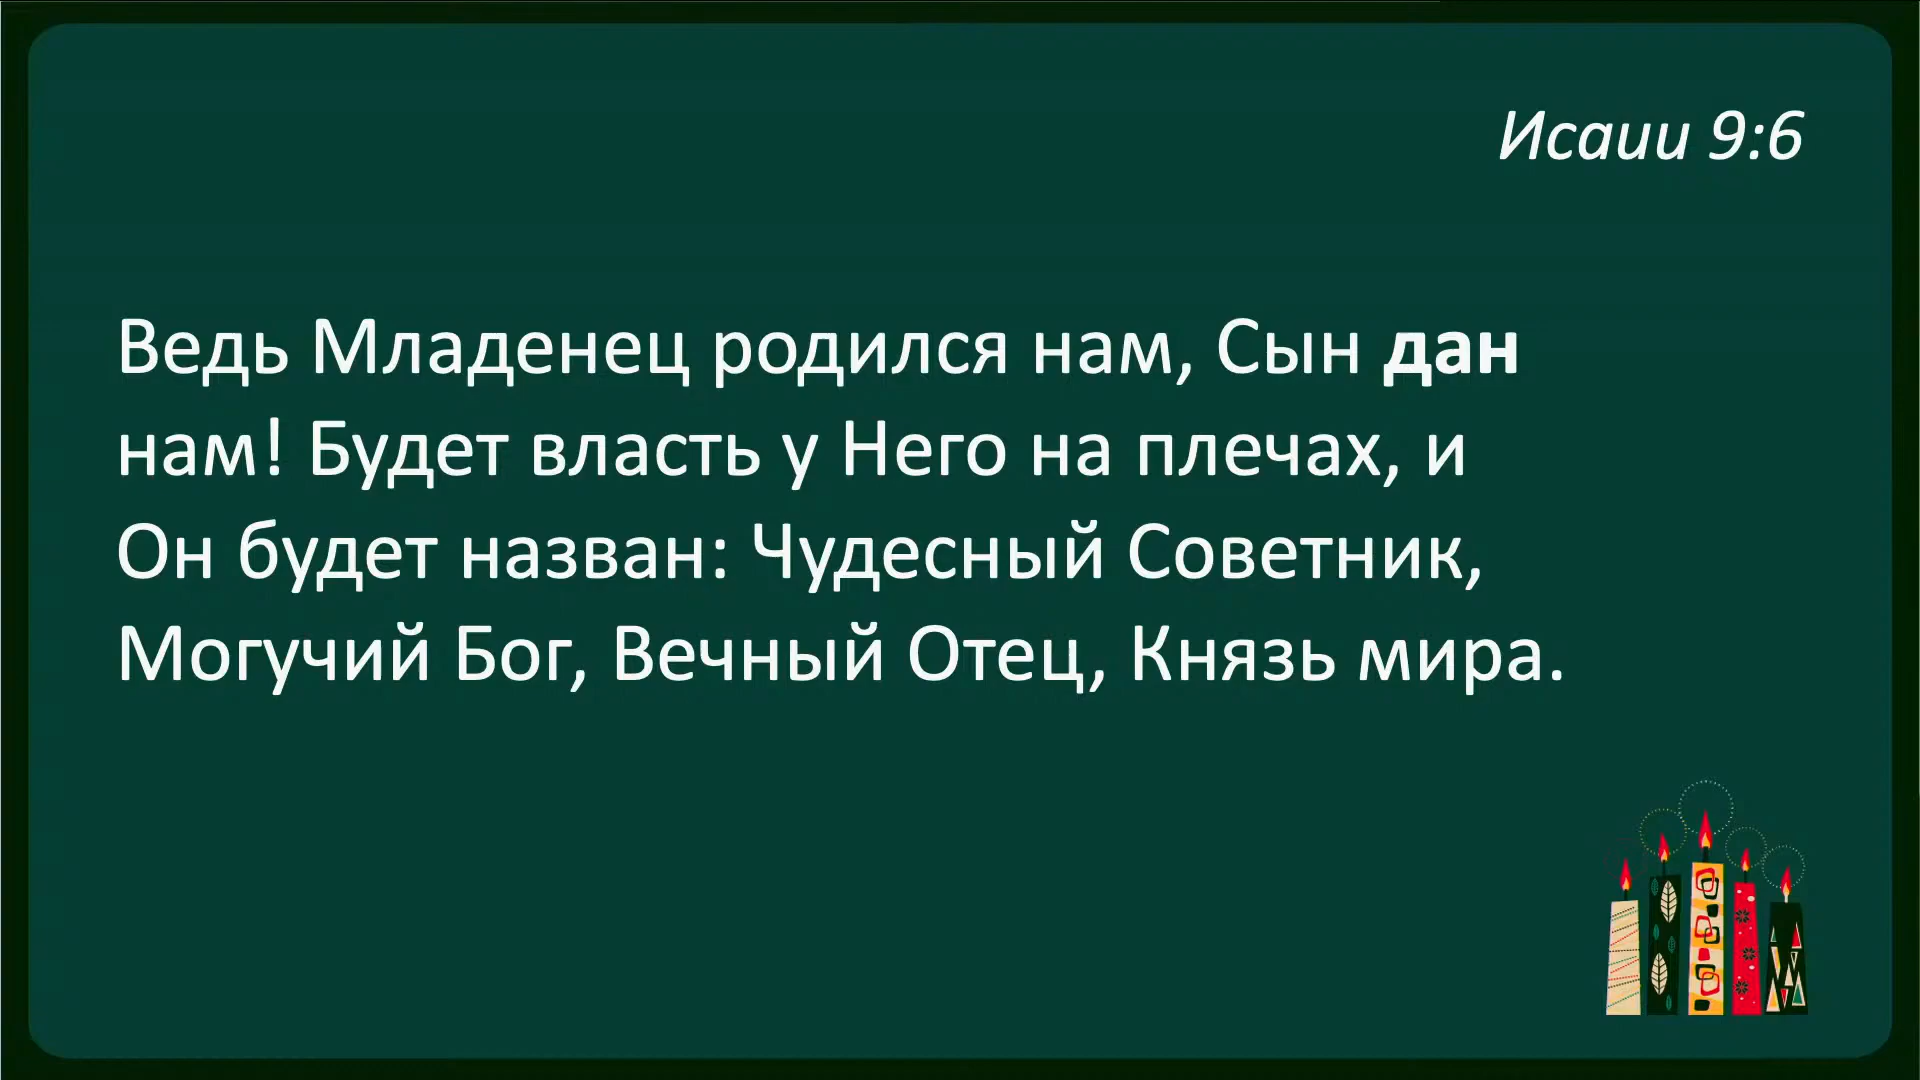 Исаии 9:6
Ведь Младенец родился нам, Сын дан
нам! Будет власть у Него на плечах, и
Он будет назван: Чудесный Советник,
Могучий Бог, Вечный Отец, Князь мира.